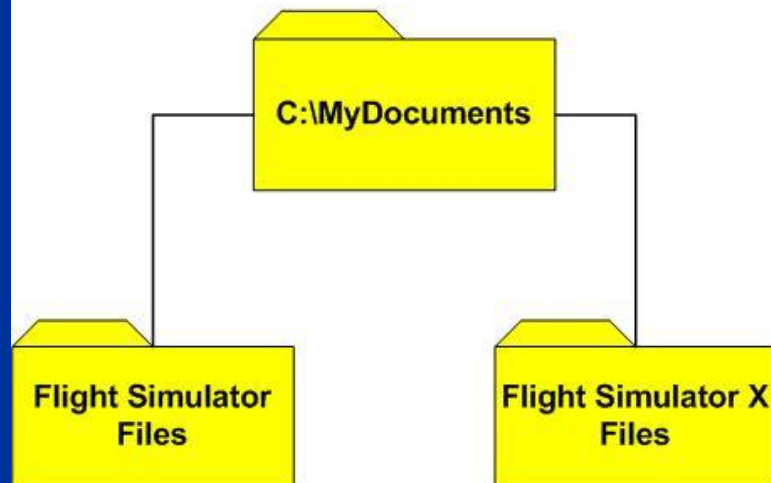 C:\MyDocuments
Flight Simulator
Files
Flight Simulator X
Files